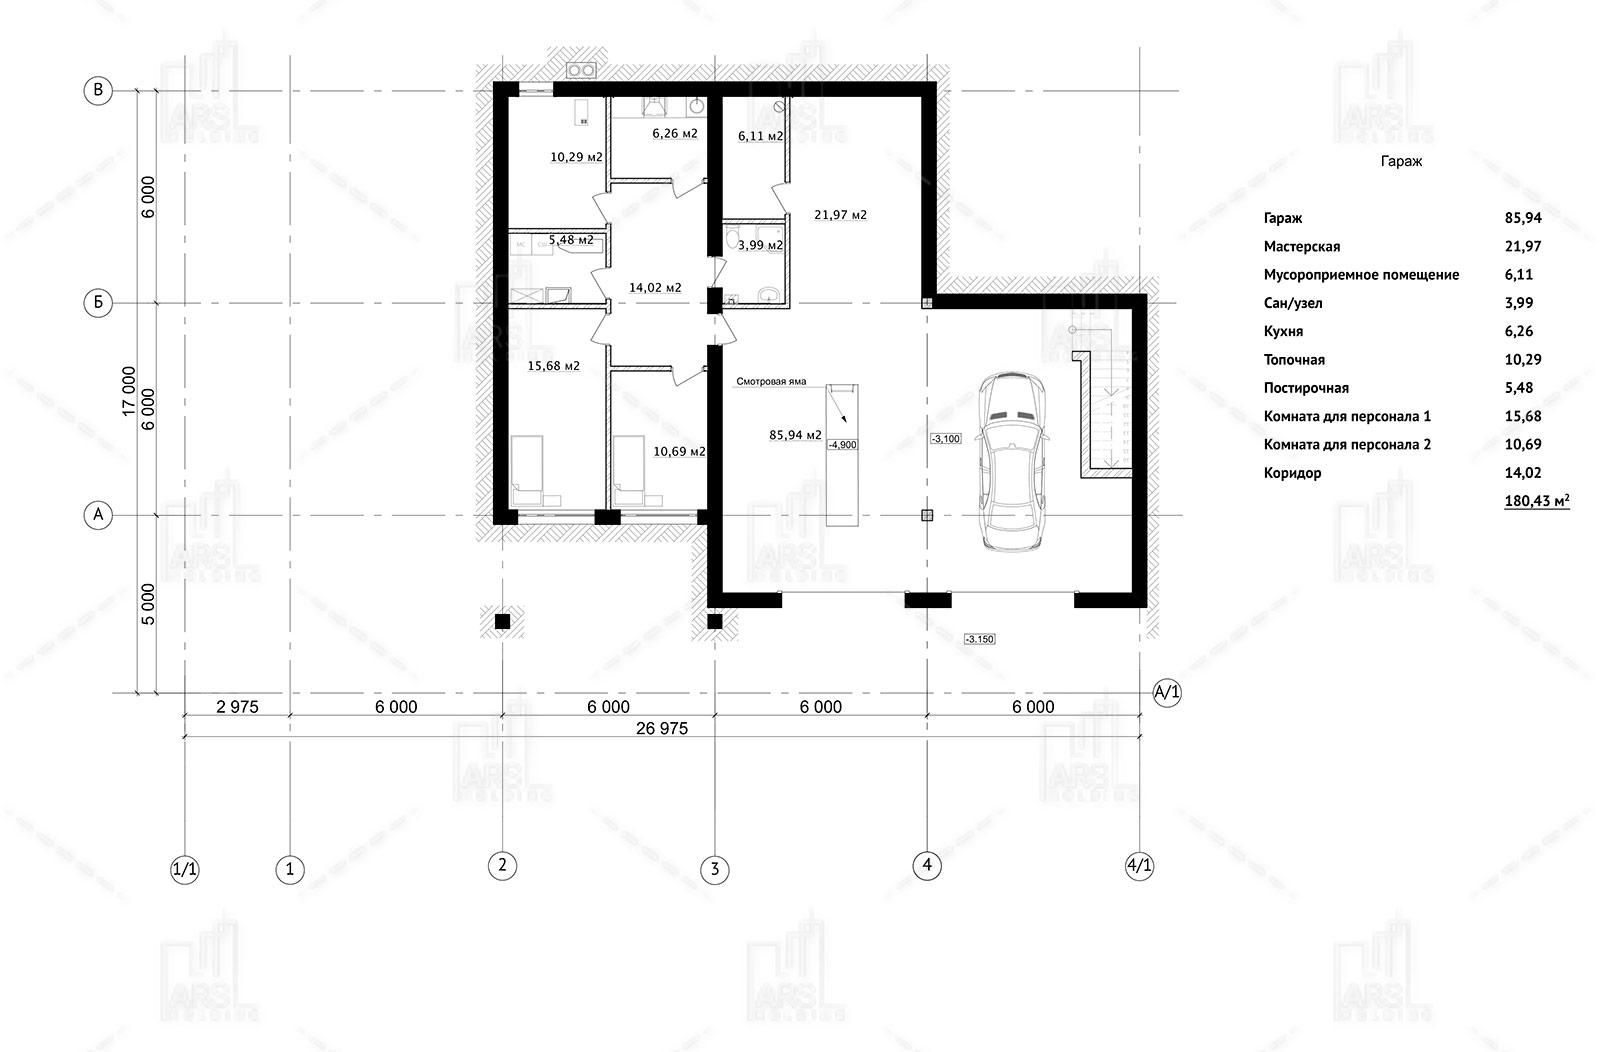 В
Б
А
А/1
6 000
6 000
5 000
17 000
10,29 м2
6,26 м2
6,11 м2
21,97 м2
5,48 м2
МС
3,99 м2
14,02 м2
15,68 м2
10,69 м2
Смотровая яма
85,94 м2
-4,900
-3,100
-3.150
2 975
6 000
6 000
6 000
6 000
26 975
1/1
1
2
3
4
4/1
Гараж
Гараж 85,94
Мастерская 21,97
Мусороприемное помещение 6,11
Сан/узел 3,99
Кухня 6,26
Топочная 10,29
Постирочная 5,48
Комната для персонала 1 15,68
Комната для персонала 2 10,69
Коридор 14,02
180,43 м²
ARS
HOLDING